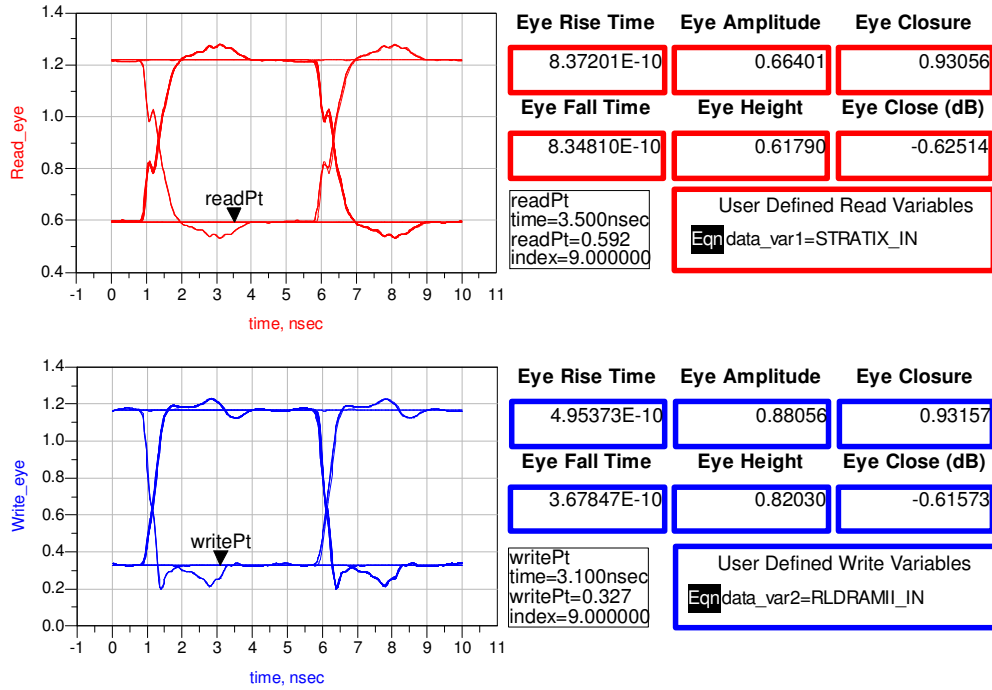 Eye Rise Time Eye Amplitude Eye Closure
8.37201E-10 0.66401 0.93056
Eye Fall Time Eye Height Eye Close (dB)
8.34810E-10 0.61790 -0.62514
readPt
time=3.500nsec
readPt=0.592
index=9.000000
User Defined Read Variables
Eqn data_var1=STRATIX_IN
Read_eye
1.4
1.2
1.0
0.8
0.6
0.4
readPt
-1 0 1 2 3 4 5 6 7 8 9 10 11
time, nsec
Eye Rise Time Eye Amplitude Eye Closure
4.95373E-10 0.88056 0.93157
Eye Fall Time Eye Height Eye Close (dB)
3.67847E-10 0.82030 -0.61573
writePt
time=3.100nsec
writePt=0.327
index=9.000000
User Defined Write Variables
Eqn data_var2=RLDRAMII_IN
Write_eye
1.4
1.2
1.0
0.8
0.6
0.4
0.2
0.0
writePt
-1 0 1 2 3 4 5 6 7 8 9 10 11
time, nsec